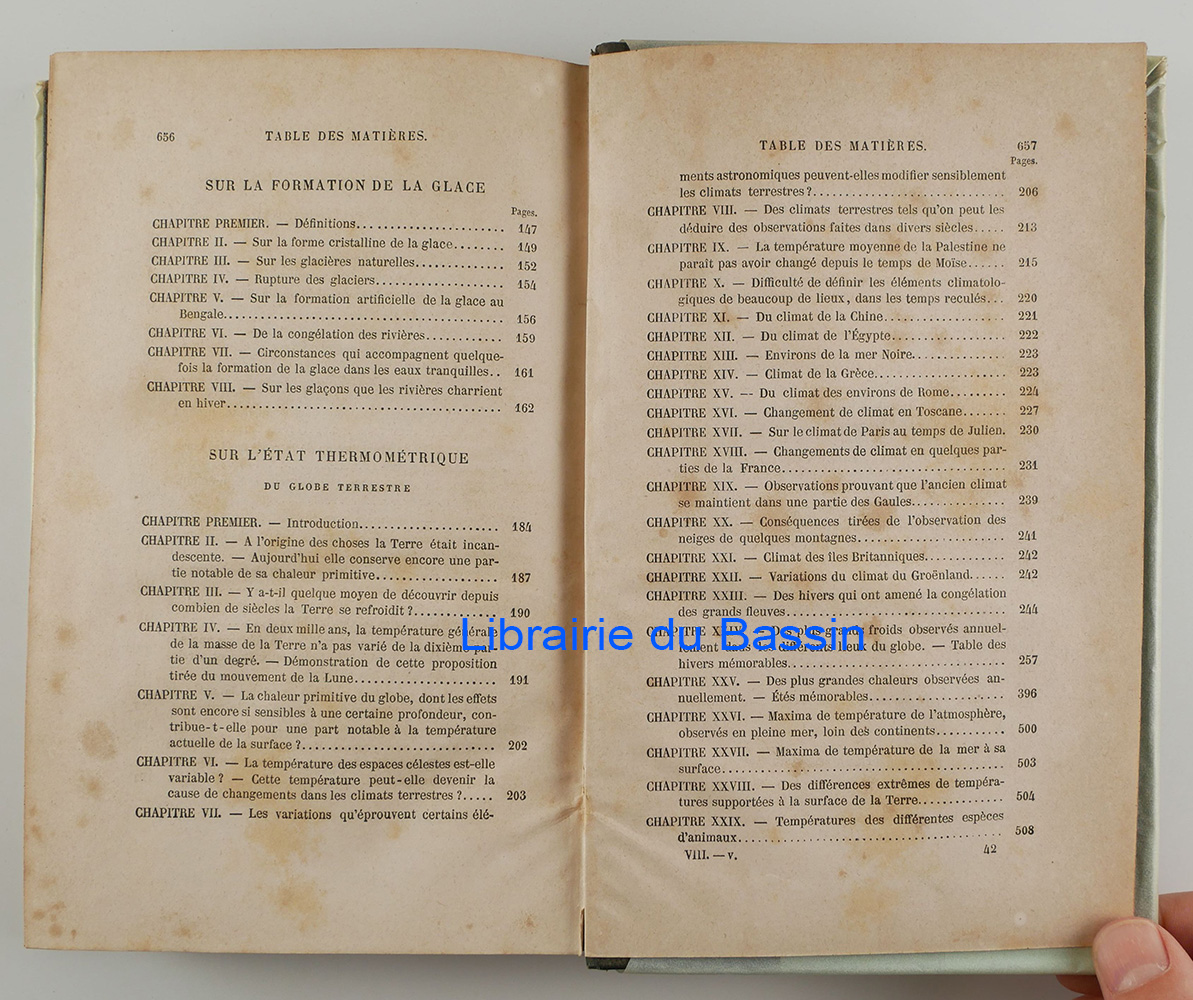 656 TABLE DES MATIÈRES.
SUR LA FORMATION DE LA GLACE
Pages.
CHAPITRE PREMIER. — Définitions...................... 147
CHAPITRE II. — Sur la forme cristalline de la glace........ 149
CHAPITRE III. — Sur les glacières naturelles............. 152
CHAPITRE IV. — Rupture des glaciers................... 154
CHAPITRE V. — Sur la formation artificielle de la glace au
Bengale.......................................... 156
CHAPITRE VI. — De la congélation des rivières............ 159
CHAPITRE VII. — Circonstances qui accompagnent quelque-
fois la formation de la glace dans les eaux tranquilles.. 161
CHAPITRE VIII. — Sur les glaçons que les rivières charrient
en hiver......................................... 162
SUR L'ÉTAT THERMOMÉTRIQUE
DU GLOBE TERRESTRE
CHAPITRE PREMIER. — Introduction..................... 184
CHAPITRE II. — A l'origine des choses la Terre était incan-
descente. — Aujourd'hui elle conserve encore une par-
tie notable de sa chaleur primitive.................. 187
CHAPITRE III. — Y a-t-il quelque moyen de découvrir depuis
combien de siècles la Terre se refroidit ?............ 190
CHAPITRE IV. — En deux mille ans, la température générale
de la masse de la Terre n'a pas varié de la dixième par-
tie d'un degré. — Démonstration de cette proposition
tirée du mouvement de la Lune..................... 191
CHAPITRE V. — La chaleur primitive du globe, dont les effets
sont encore si sensibles à une certaine profondeur, con-
tribue-t-elle pour une part notable à la température
actuelle de la surface ?............................. 202
CHAPITRE VI. — La température des espaces célestes est-elle
variable ? — Cette température peut-elle devenir la
cause de changements dans les climats terrestres ?..... 203
CHAPITRE VII. — Les variations qu'éprouvent certains élé-
TABLE DES MATIÈRES. 657
Pages.
ments astronomiques peuvent-elles modifier sensiblement
les climats terrestres ?............................. 206
CHAPITRE VIII. — Des climats terrestres tels qu'on peut les
déduire des observations faites dans divers siècles..... 213
CHAPITRE IX. — La température moyenne de la Palestine ne
paraît pas avoir changé depuis le temps de Moïse...... 215
CHAPITRE X. — Difficulté de définir les éléments climatolo-
giques de beaucoup de lieux, dans les temps reculés... 220
CHAPITRE XI. — Du climat de la Chine.................. 221
CHAPITRE XII. — Du climat de l'Égypte................. 222
CHAPITRE XIII. — Environs de la mer Noire.............. 223
CHAPITRE XIV. — Climat de la Grèce.................... 223
CHAPITRE XV. — Du climat des environs de Rome......... 224
CHAPITRE XVI. — Changement de climat en Toscane....... 227
CHAPITRE XVII. — Sur le climat de Paris au temps de Julien. 230
CHAPITRE XVIII. — Changements de climat en quelques par-
ties de la France.................................. 231
CHAPITRE XIX. — Observations prouvant que l'ancien climat
se maintient dans une partie des Gaules.............. 239
CHAPITRE XX. — Conséquences tirées de l'observation des
neiges de quelques montagnes...................... 241
CHAPITRE XXI. — Climat des îles Britanniques............ 242
CHAPITRE XXII. — Variations du climat du Groënland...... 242
CHAPITRE XXIII. — Des hivers qui ont amené la congélation
des grands fleuves................................. 244
CHAPITRE XXIV. — Des plus grands froids observés annuel-
lement dans les différents lieux du globe. — Table des
hivers mémorables................................. 257
Librairie du Bassin
CHAPITRE XXV. — Des plus grandes chaleurs observées an-
nuellement. — Étés mémorables..................... 396
CHAPITRE XXVI. — Maxima de température de l'atmosphère,
observés en pleine mer, loin des continents........... 500
CHAPITRE XXVII. — Maxima de température de la mer à sa
surface........................................... 503
CHAPITRE XXVIII. — Des différences extrêmes de tempéra-
tures supportées à la surface de la Terre............. 504
CHAPITRE XXIX. — Températures des différentes espèces
d'animaux........................................ 508
VIII. — v. 42